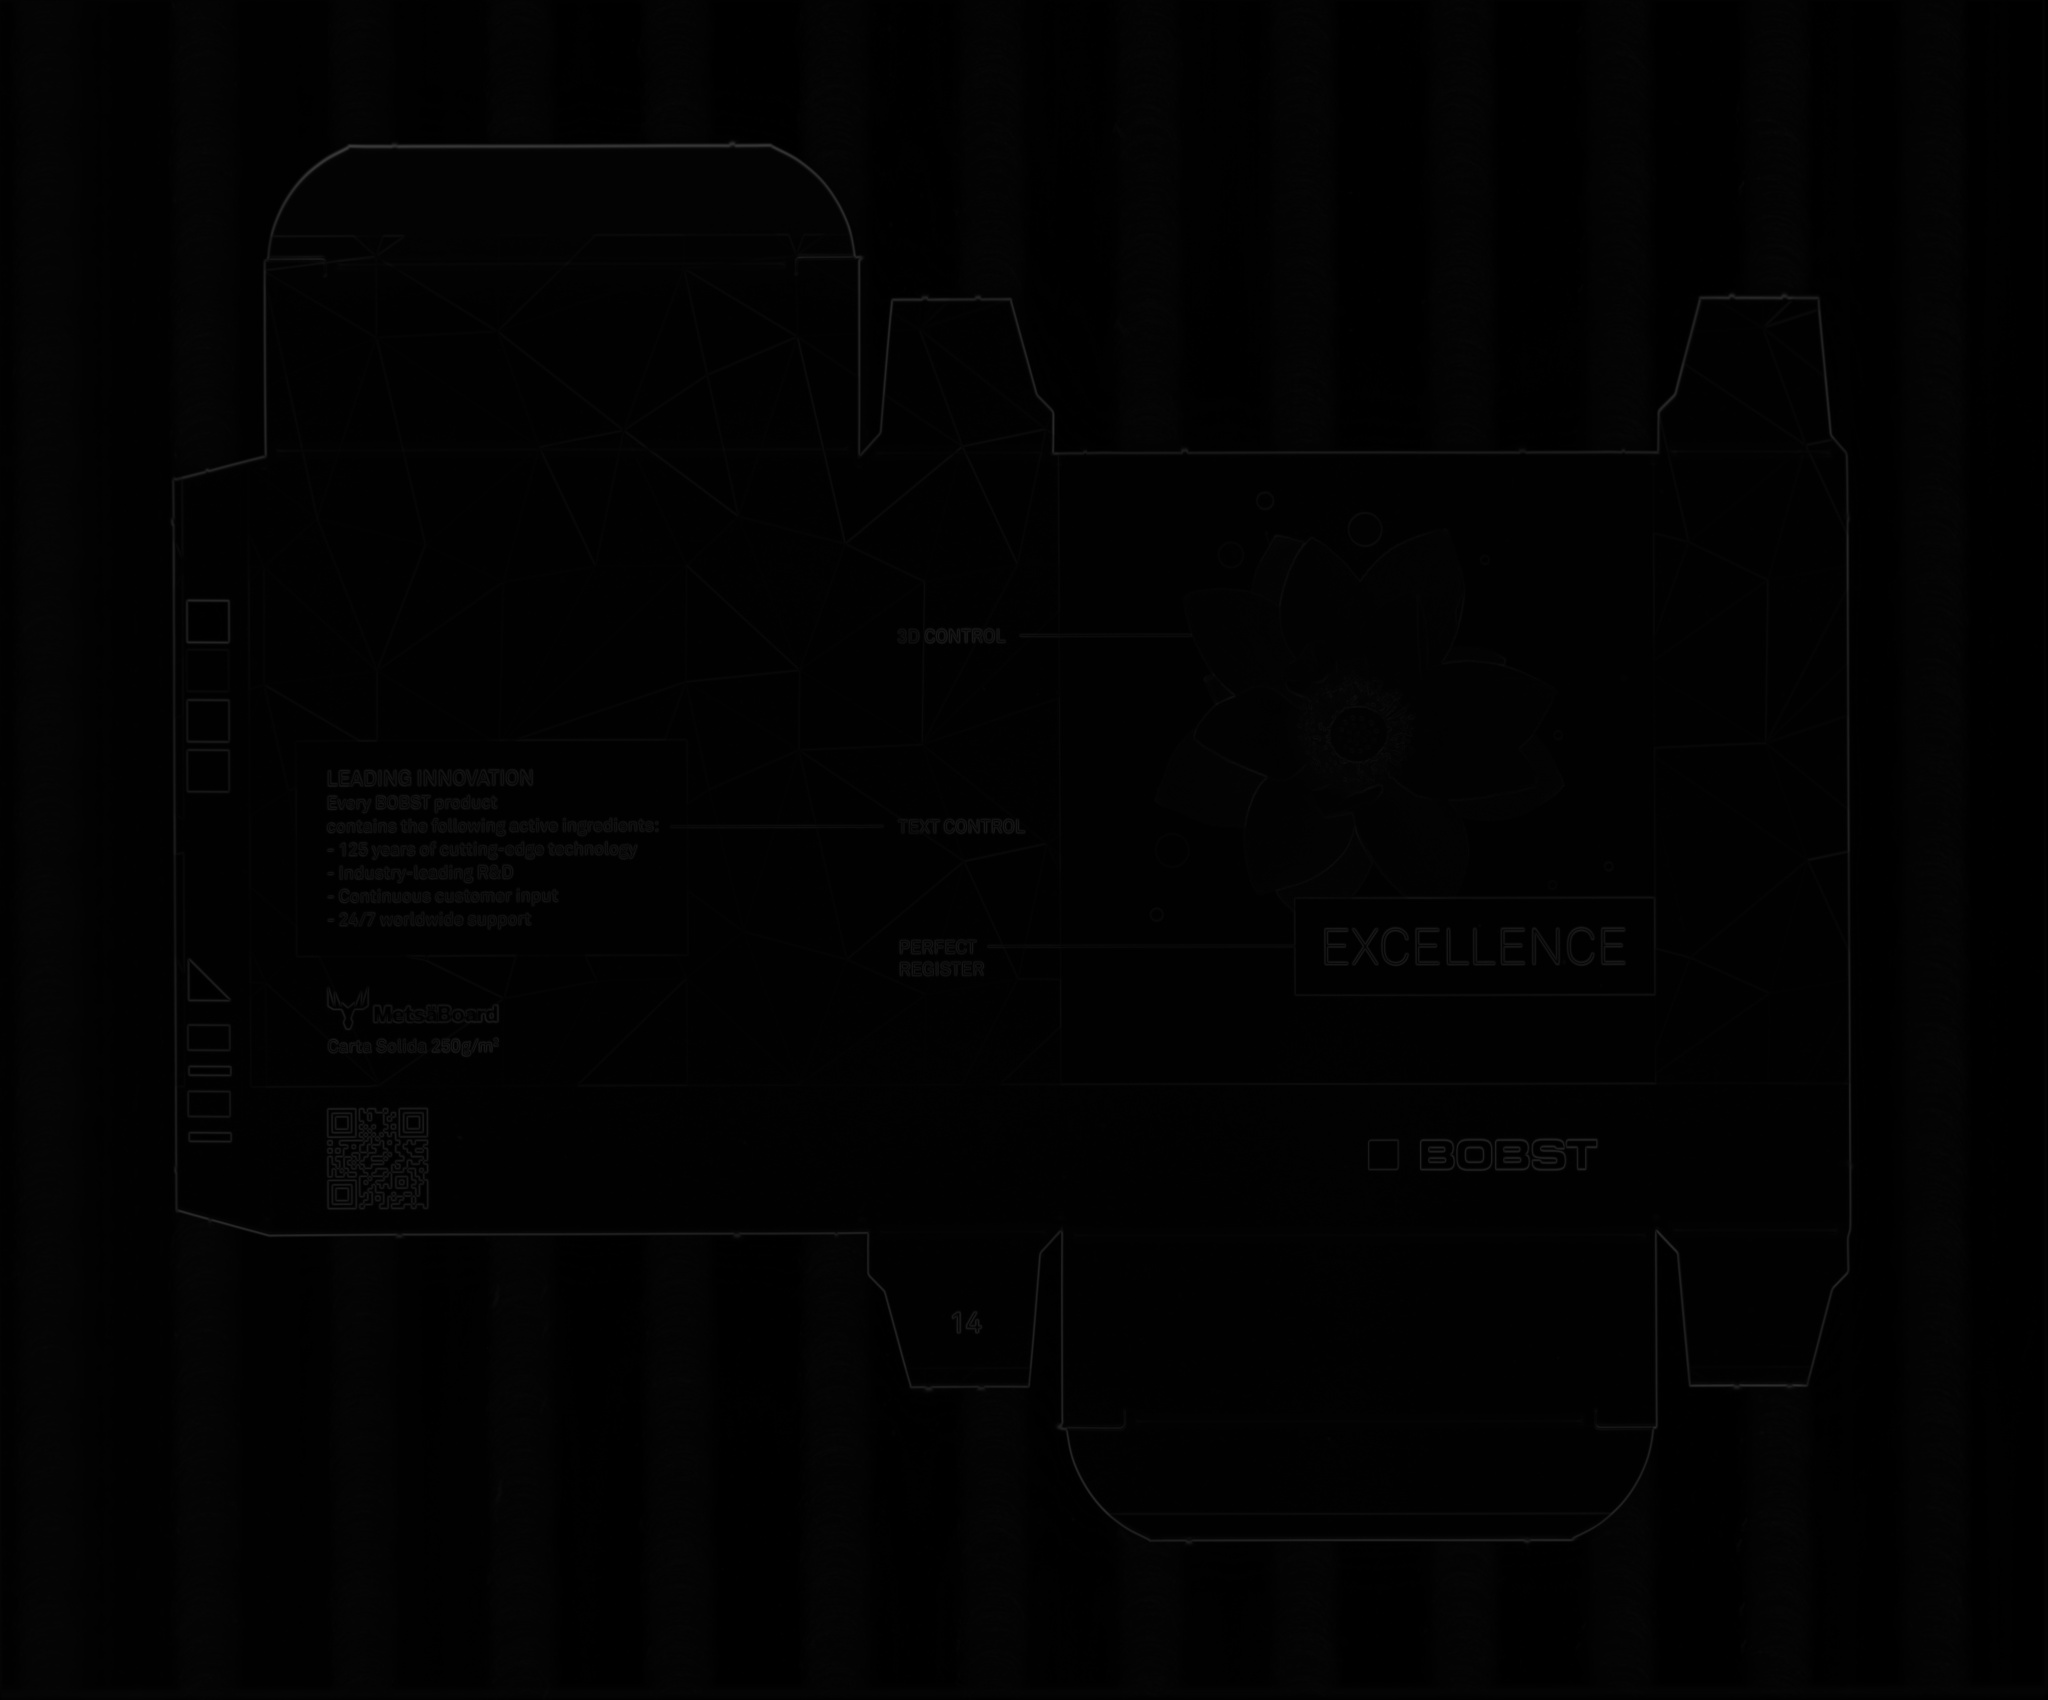 3D CONTROL
LEADING INNOVATION
Every BOBST product
contains the following active ingredients:
- 125 years of cutting-edge technology
- Industry-leading R&D
- Continuous customer input
- 24/7 worldwide support
TEXT CONTROL
PERFECT
REGISTER
EXCELLENCE
MetsäBoard
Carta Solida 250g/m²
BOBST
14